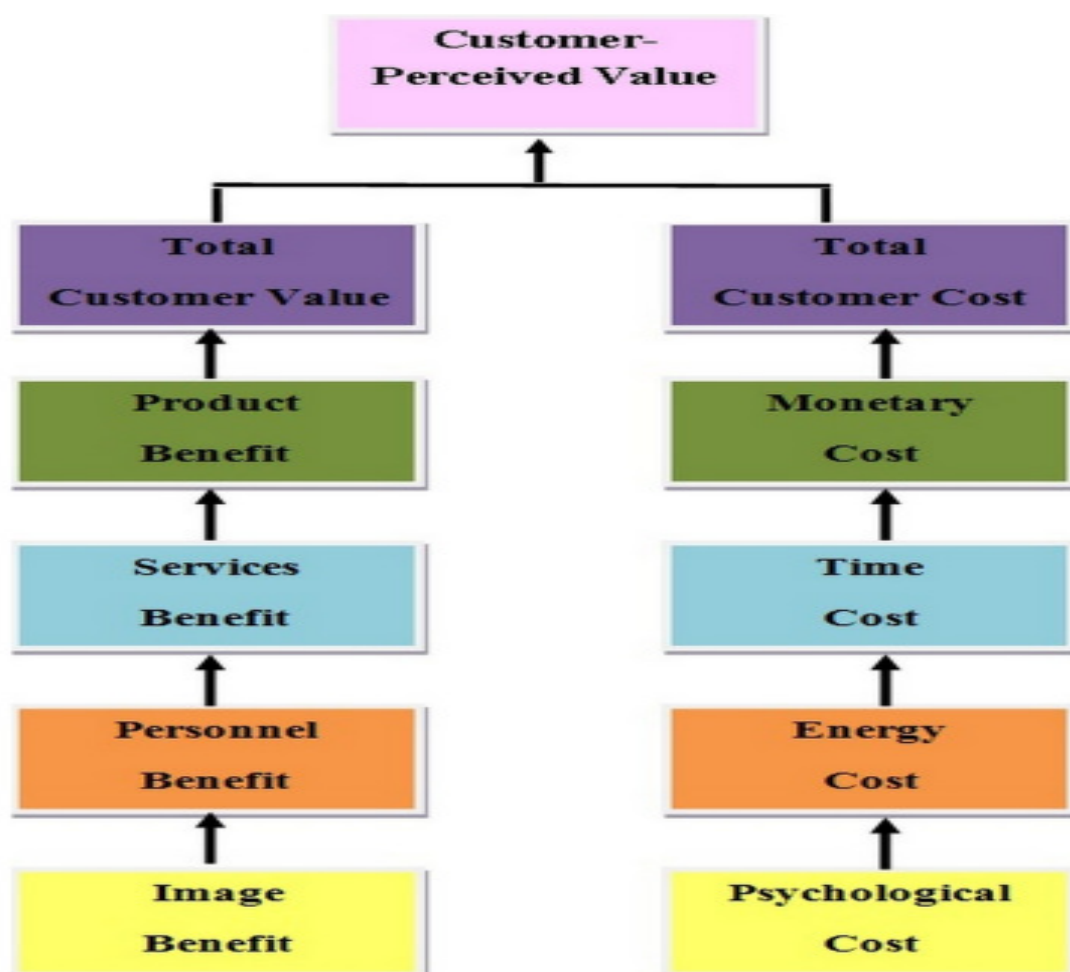 Customer-
Perceived Value
Total
Customer Value
Total
Customer Cost
Product
Benefit
Monetary
Cost
Services
Benefit
Time
Cost
Personnel
Benefit
Energy
Cost
Image
Benefit
Psychological
Cost